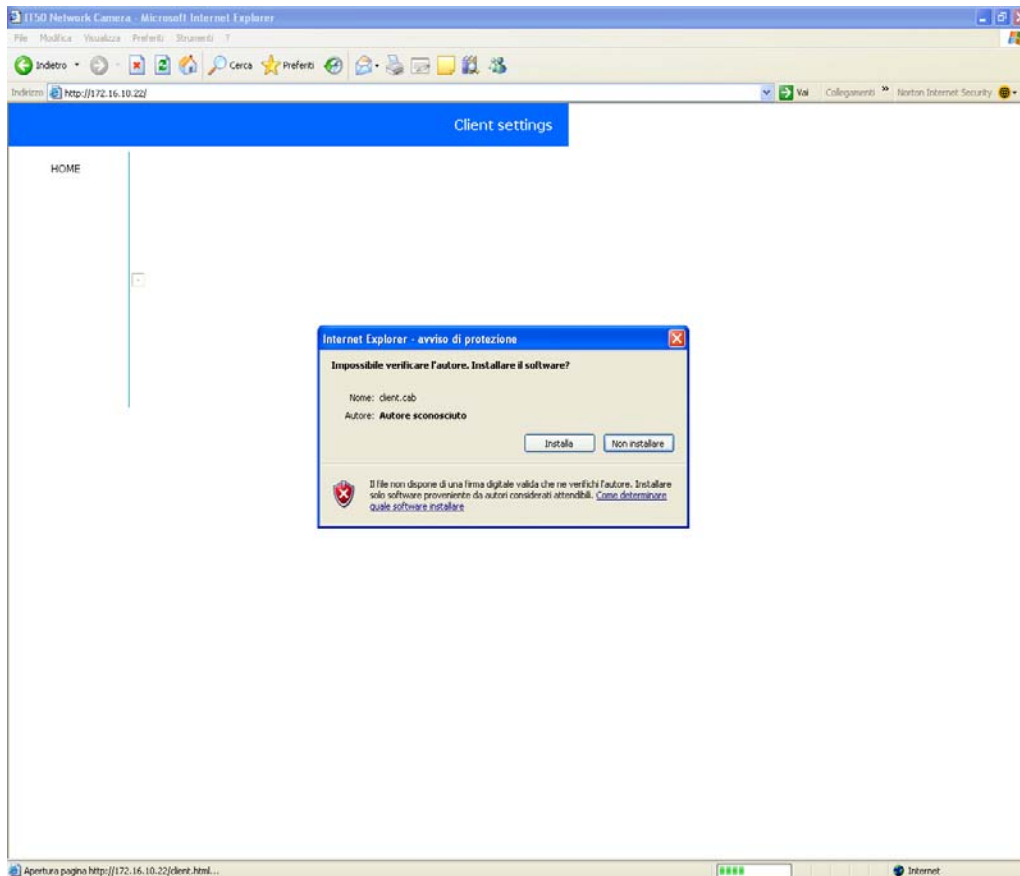 IT50 Network Camera - Microsoft Internet Explorer
File Modifica Visualizza Preferiti Strumenti ?
Indietro Cerca Preferiti
Indirizzo http://172.16.10.22/ Vai Collegamenti » Norton Internet Security
Client settings
HOME
Internet Explorer - avviso di protezione
Impossibile verificare l'autore. Installare il software?
Nome: client.cab
Autore: Autore sconosciuto
Installa Non installare
Il file non dispone di una firma digitale valida che ne verifichi l'autore. Installare
solo software proveniente da autori considerati attendibili. Come determinare
quale software installare
Apertura pagina http://172.16.10.22/client.html... Internet